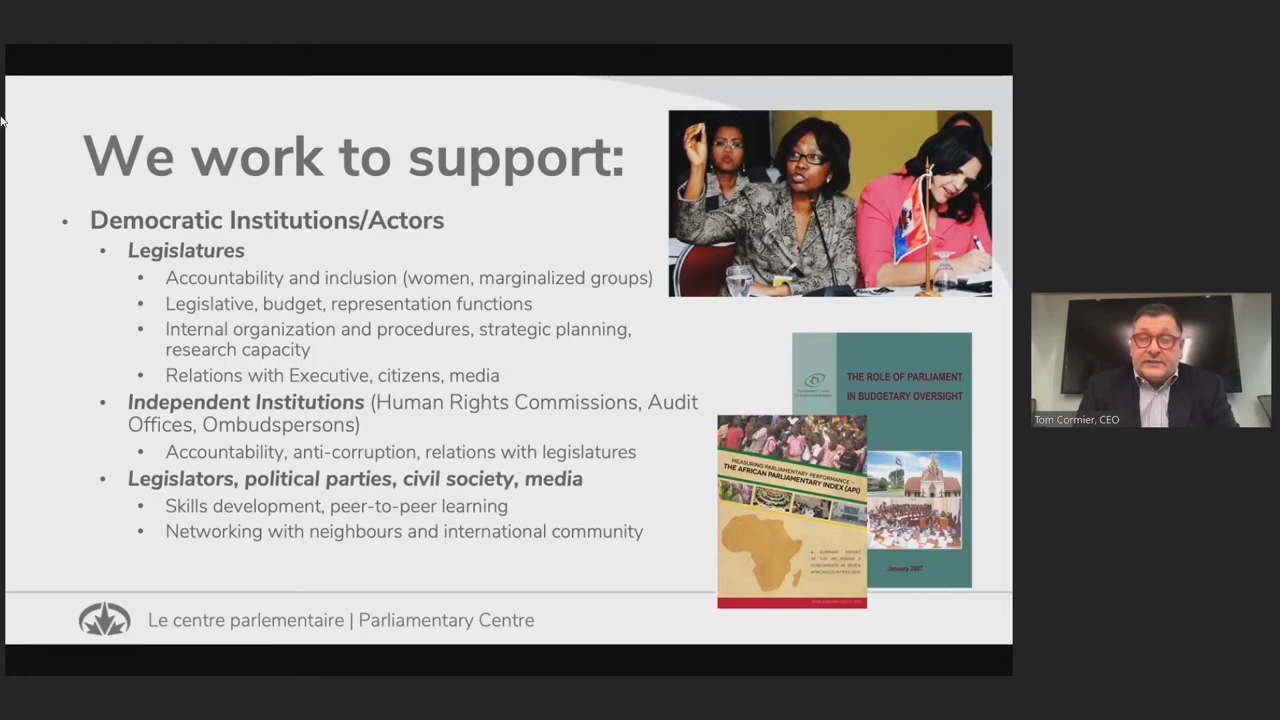 We work to support:
• Democratic Institutions/Actors
• Legislatures
• Accountability and inclusion (women, marginalized groups)
• Legislative, budget, representation functions
• Internal organization and procedures, strategic planning,
research capacity
• Relations with Executive, citizens, media
• Independent Institutions (Human Rights Commissions, Audit
Offices, Ombudspersons)
• Accountability, anti-corruption, relations with legislatures
• Legislators, political parties, civil society, media
• Skills development, peer-to-peer learning
• Networking with neighbours and international community
THE ROLE OF PARLIAMENT
IN BUDGETARY OVERSIGHT
January 2007
MEASURING PARLIAMENTARY PERFORMANCE –
THE AFRICAN PARLIAMENTARY INDEX (API)
A SUMMARY REPORT
Le centre parlementaire | Parliamentary Centre
Tom Cormier, CEO